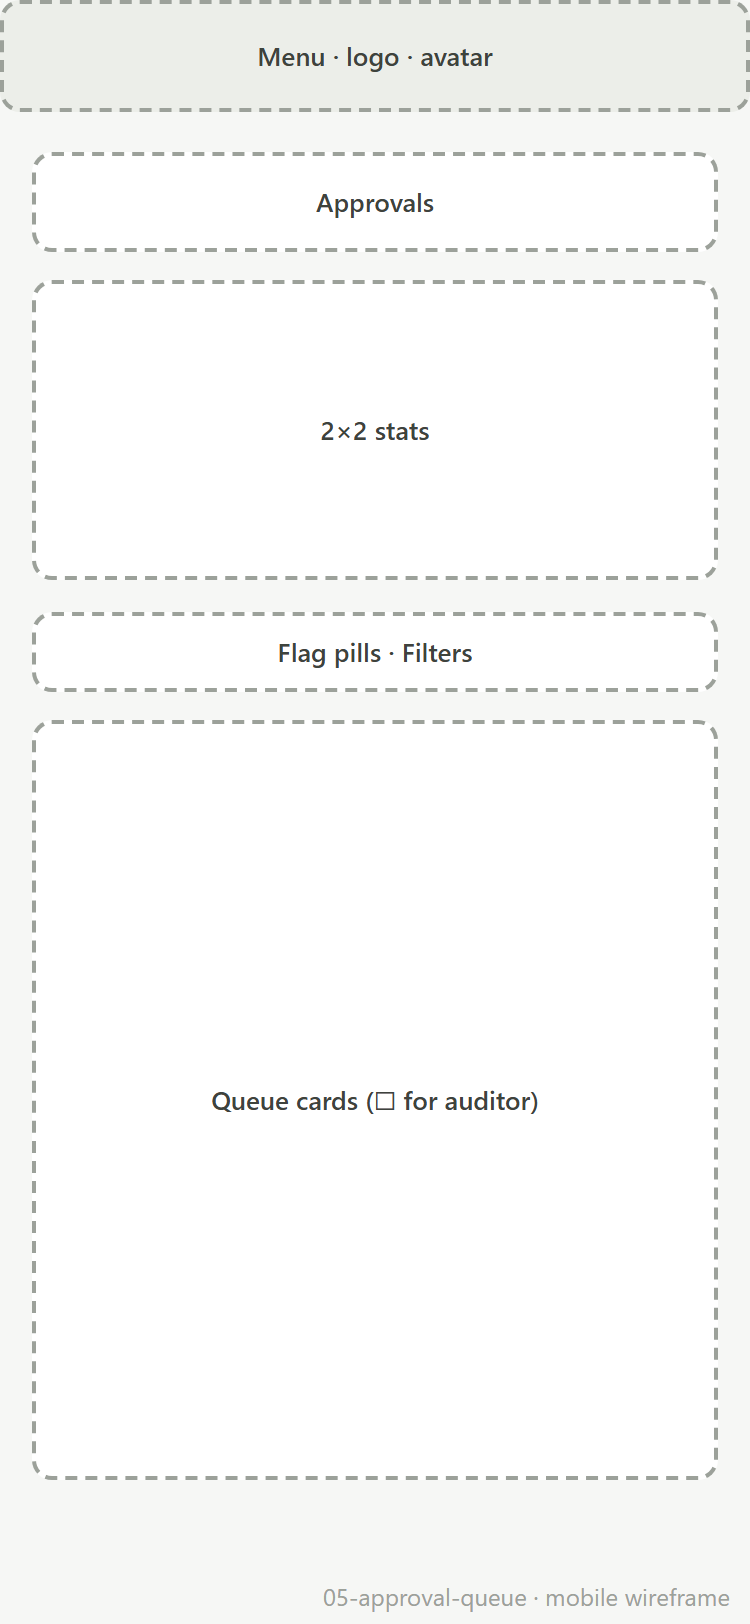 Menu · logo · avatar
Approvals
2×2 stats
Flag pills · Filters
Queue cards (☐ for auditor)
05-approval-queue · mobile wireframe